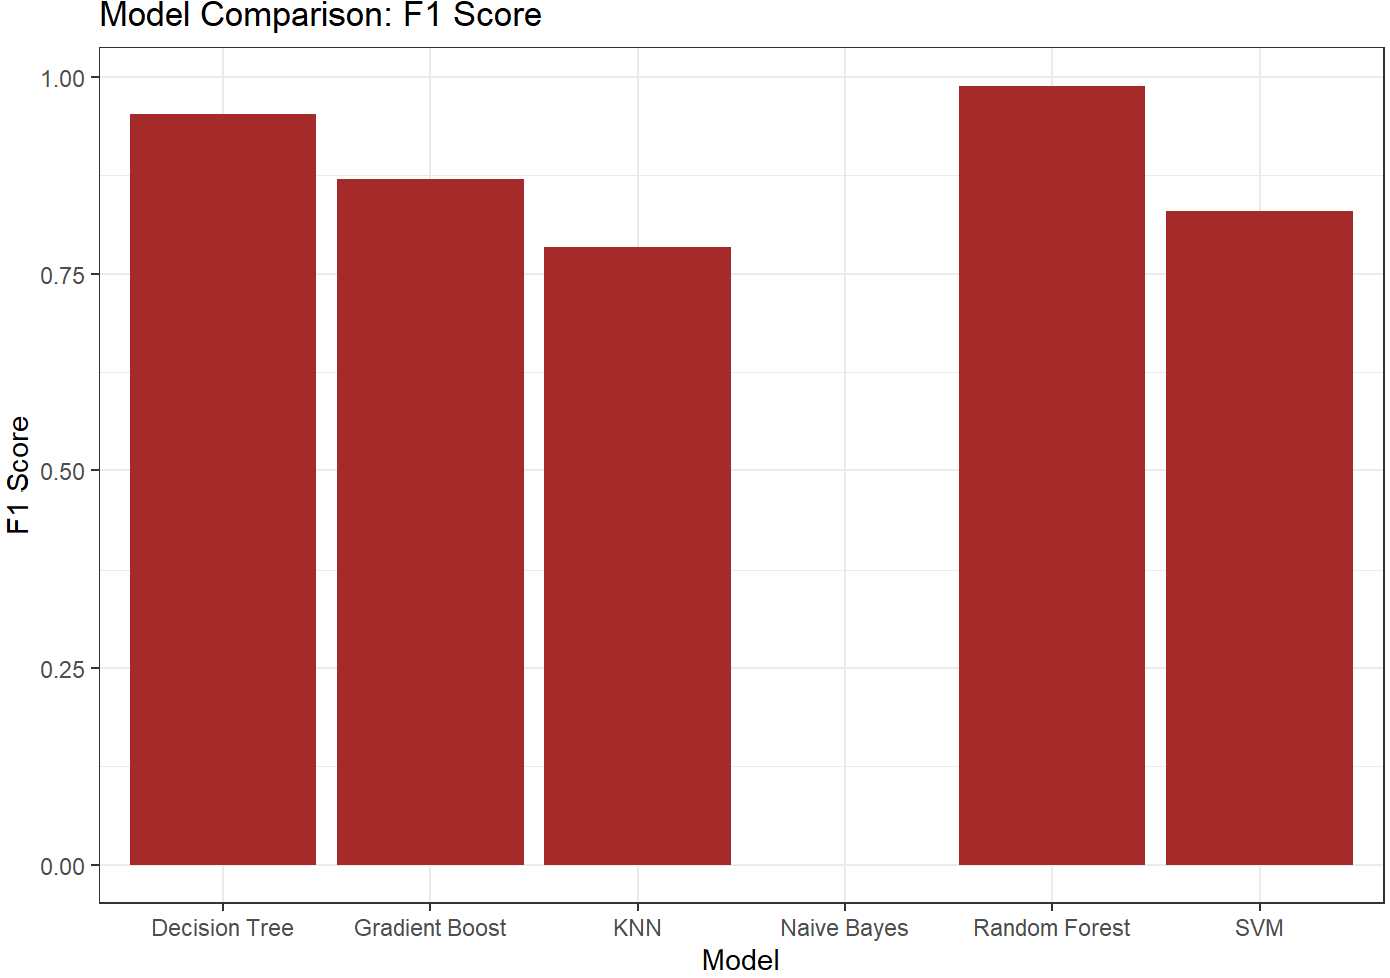 Model Comparison: F1 Score
F1 Score
1.00
0.75
0.50
0.25
0.00
Decision Tree Gradient Boost KNN Naive Bayes Random Forest SVM
Model